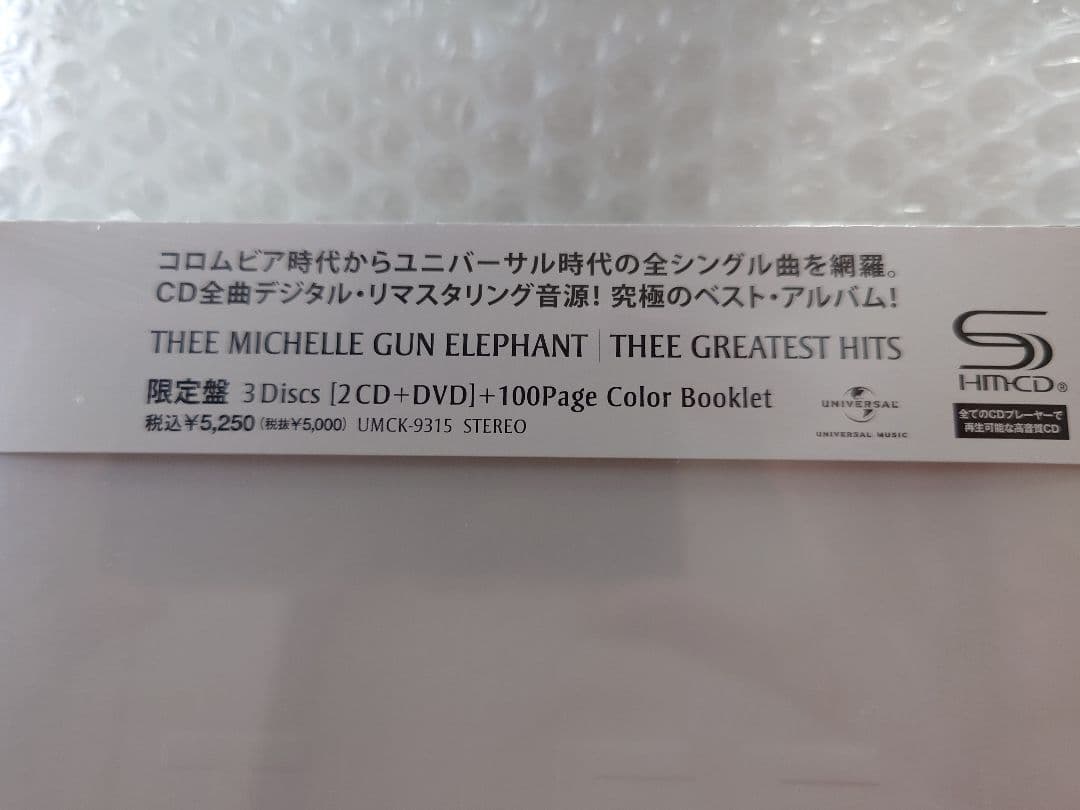 コロムビア時代からユニバーサル時代の全シングル曲を網羅。
CD全曲デジタル・リマスタリング音源! 究極のベスト・アルバム!
THEE MICHELLE GUN ELEPHANT | THEE GREATEST HITS
限定盤 3Discs [2CD+DVD]+100Page Color Booklet
税込¥5,250(税抜¥5,000) UMCK-9315 STEREO
UNIVERSAL
UNIVERSAL MUSIC
SHM-CD®
全てのCDプレーヤーで
再生可能な高音質CD